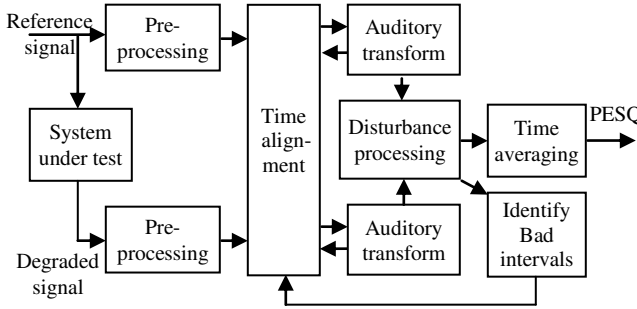 Reference
signal
Pre-
processing
Auditory
transform
System
under test
Time
align-
ment
Disturbance
processing
Time
averaging
PESQ
Pre-
processing
Auditory
transform
Identify
Bad
intervals
Degraded
signal